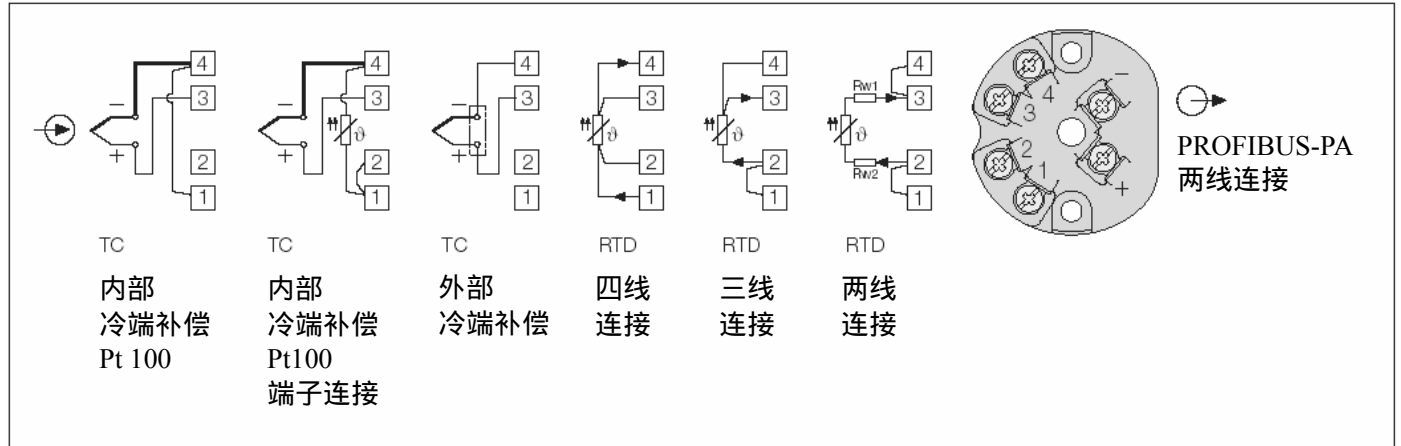 4
3
2
1
−
+
TC
内部
冷端补偿
Pt 100
4
3
2
1
−
+
ϑ
TC
内部
冷端补偿
Pt100
端子连接
4
3
2
1
−
+
TC
外部
冷端补偿
4
3
2
1
ϑ
RTD
四线
连接
4
3
2
1
ϑ
RTD
三线
连接
4
3
2
1
Rw1
ϑ
Rw2
RTD
两线
连接
4
3
2
1
−
+
PROFIBUS-PA
两线连接